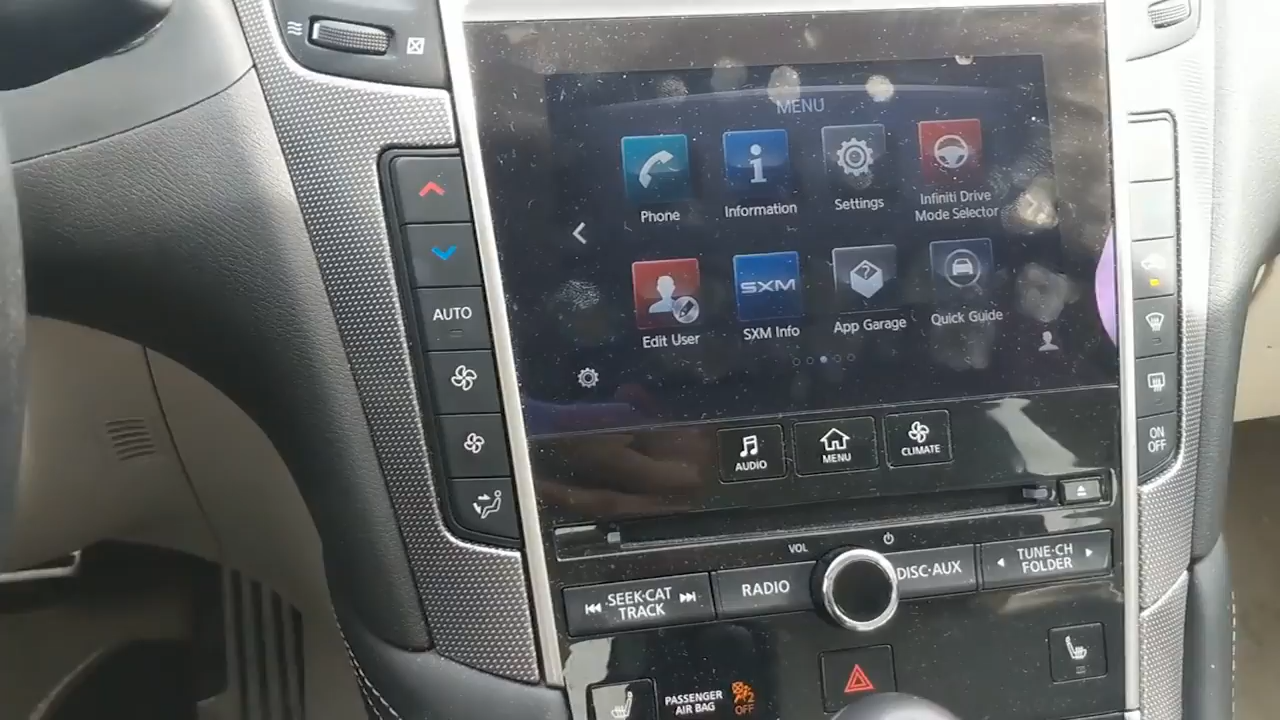 MENU
Phone
Information
Settings
Infiniti Drive
Mode Selector
Edit User
SXM
SXM Info
App Garage
Quick Guide
AUTO
AUDIO
MENU
CLIMATE
ON
OFF
VOL
SEEK·CAT
TRACK
RADIO
DISC·AUX
TUNE·CH
FOLDER
PASSENGER
AIR BAG
OFF